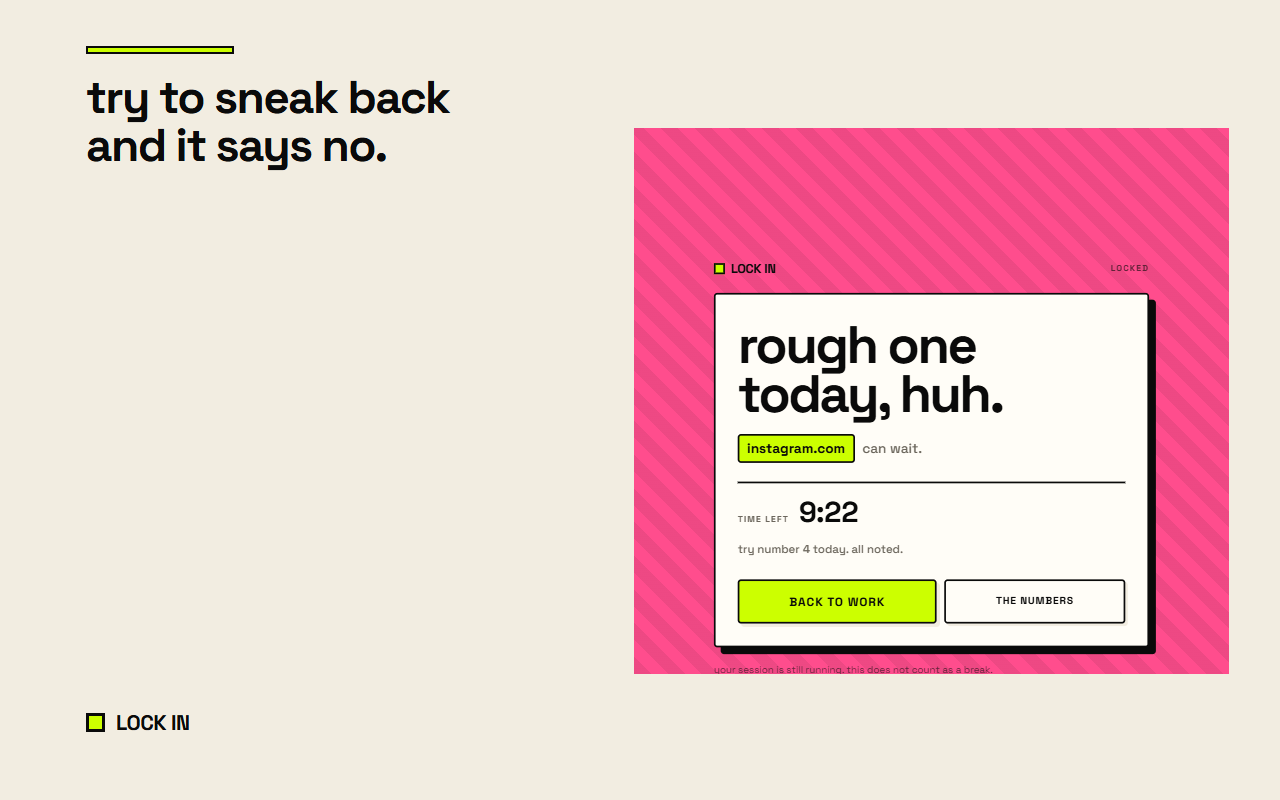 try to sneak back
and it says no.
LOCK IN
LOCKED
rough one
today, huh.
instagram.com can wait.
TIME LEFT 9:22
try number 4 today. all noted.
BACK TO WORK
THE NUMBERS
your session is still running. this does not count as a break.
LOCK IN